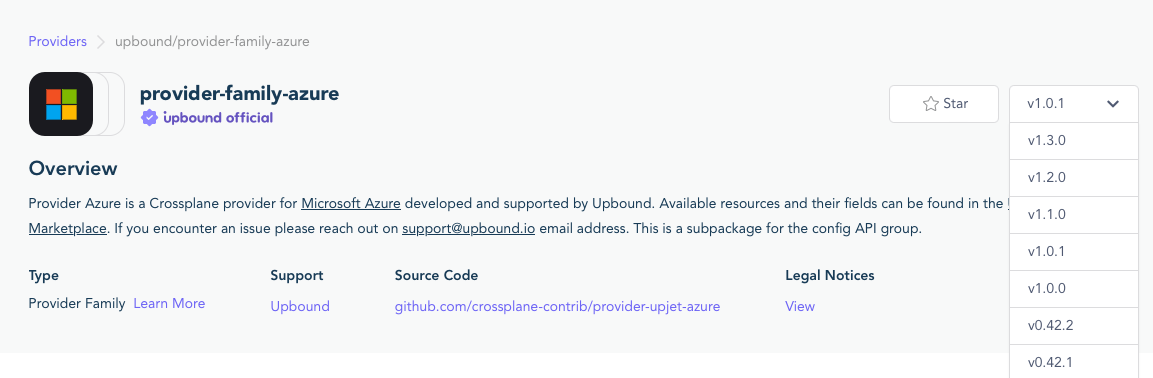 Providers > upbound/provider-family-azure
provider-family-azure
upbound official
Star
v1.0.1
v1.3.0
v1.2.0
v1.1.0
v1.0.1
v1.0.0
v0.42.2
v0.42.1
Overview
Provider Azure is a Crossplane provider for Microsoft Azure developed and supported by Upbound. Available resources and their fields can be found in the
Marketplace. If you encounter an issue please reach out on support@upbound.io email address. This is a subpackage for the config API group.
Type
Provider Family Learn More
Support
Upbound
Source Code
github.com/crossplane-contrib/provider-upjet-azure
Legal Notices
View